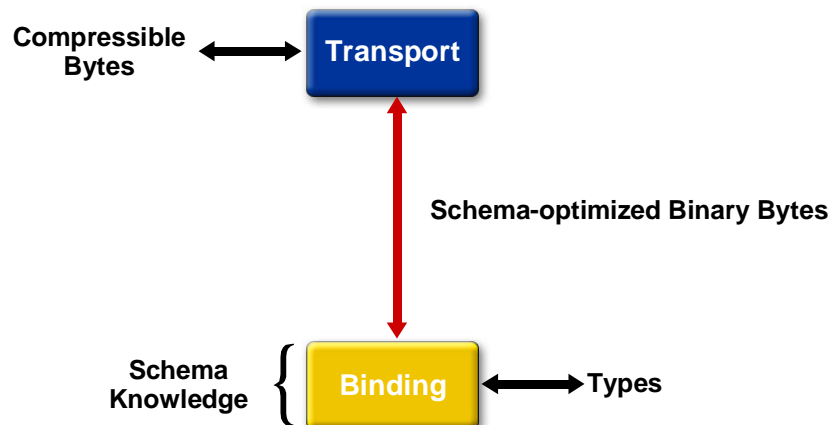 Compressible
Bytes
Transport
Schema-optimized Binary Bytes
Schema
Knowledge
Binding
Types